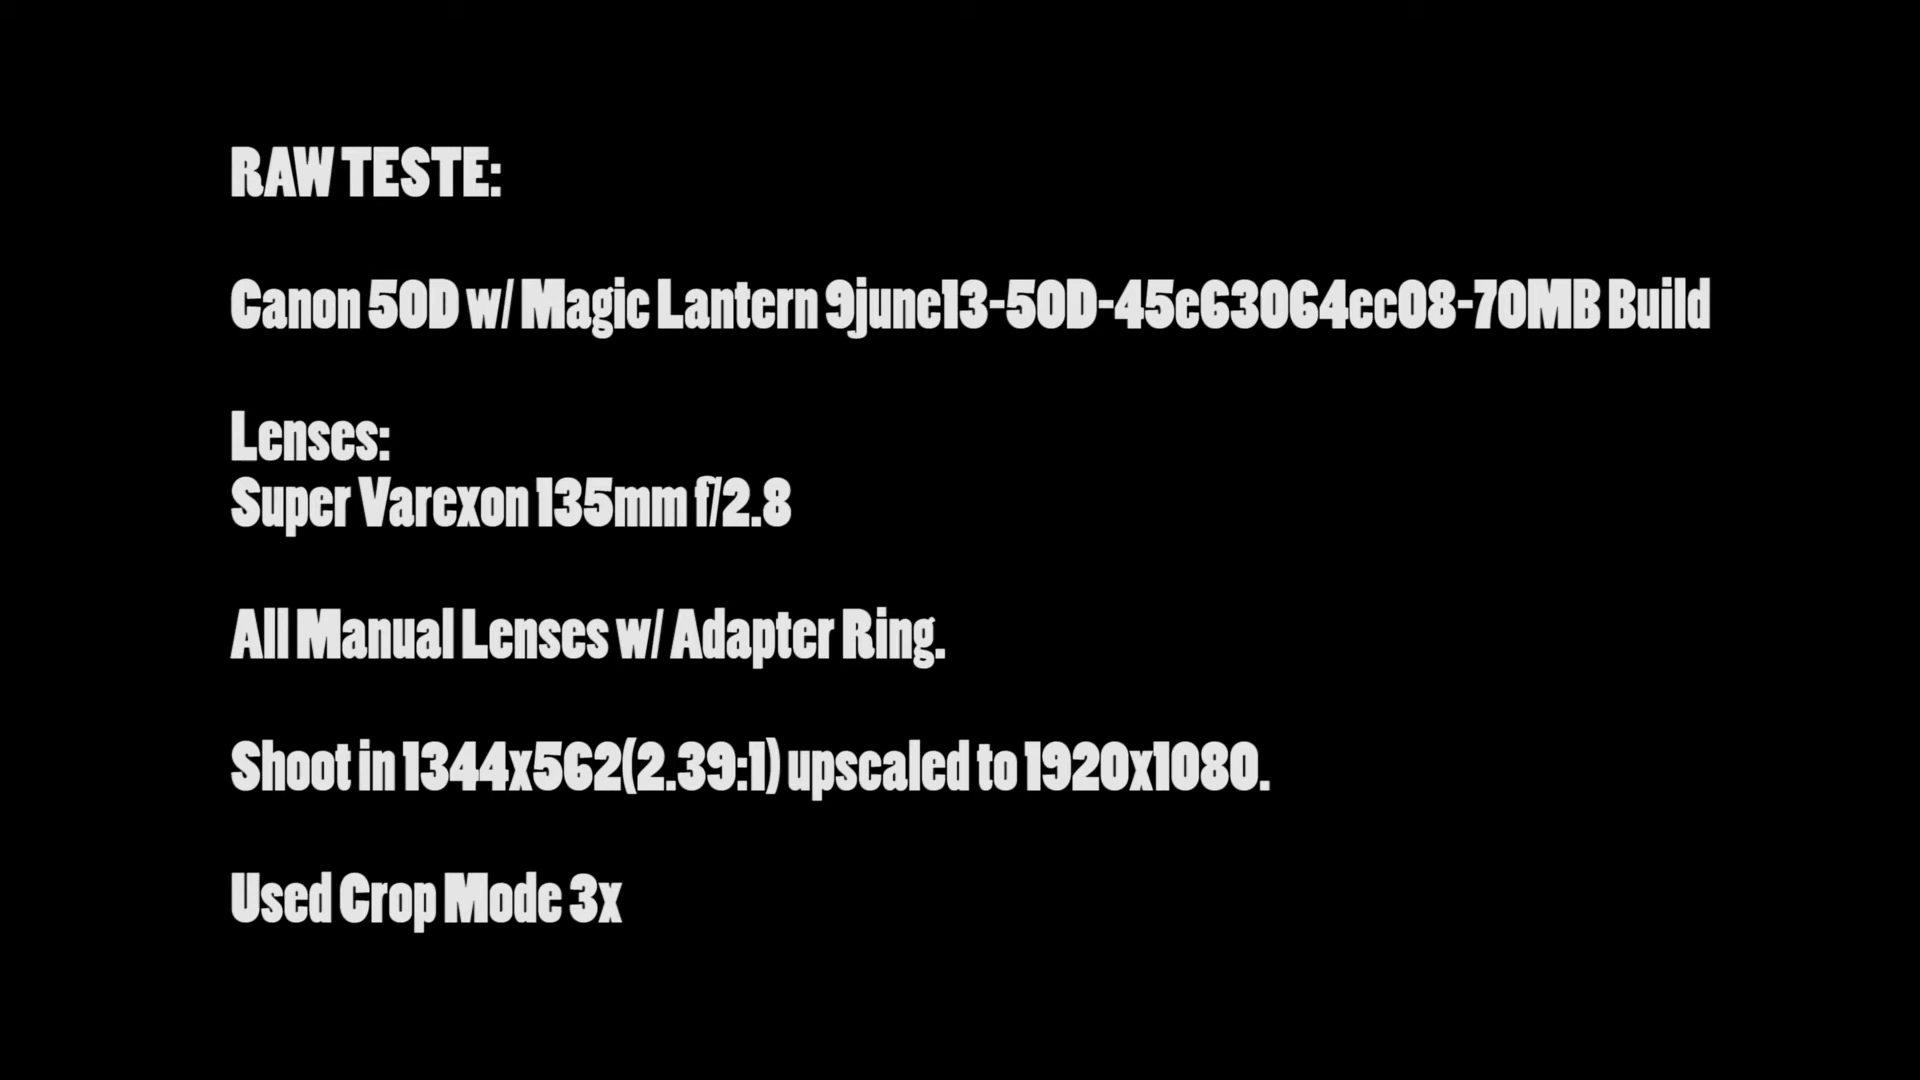 RAW TESTE:
Canon 50D w/ Magic Lantern 9june13-50D-45e63064ec08-70MB Build
Lenses:
Super Varexon 135mm f/2.8
All Manual Lenses w/ Adapter Ring.
Shoot in 1344x562(2.39:1) upscaled to 1920x1080.
Used Crop Mode 3x